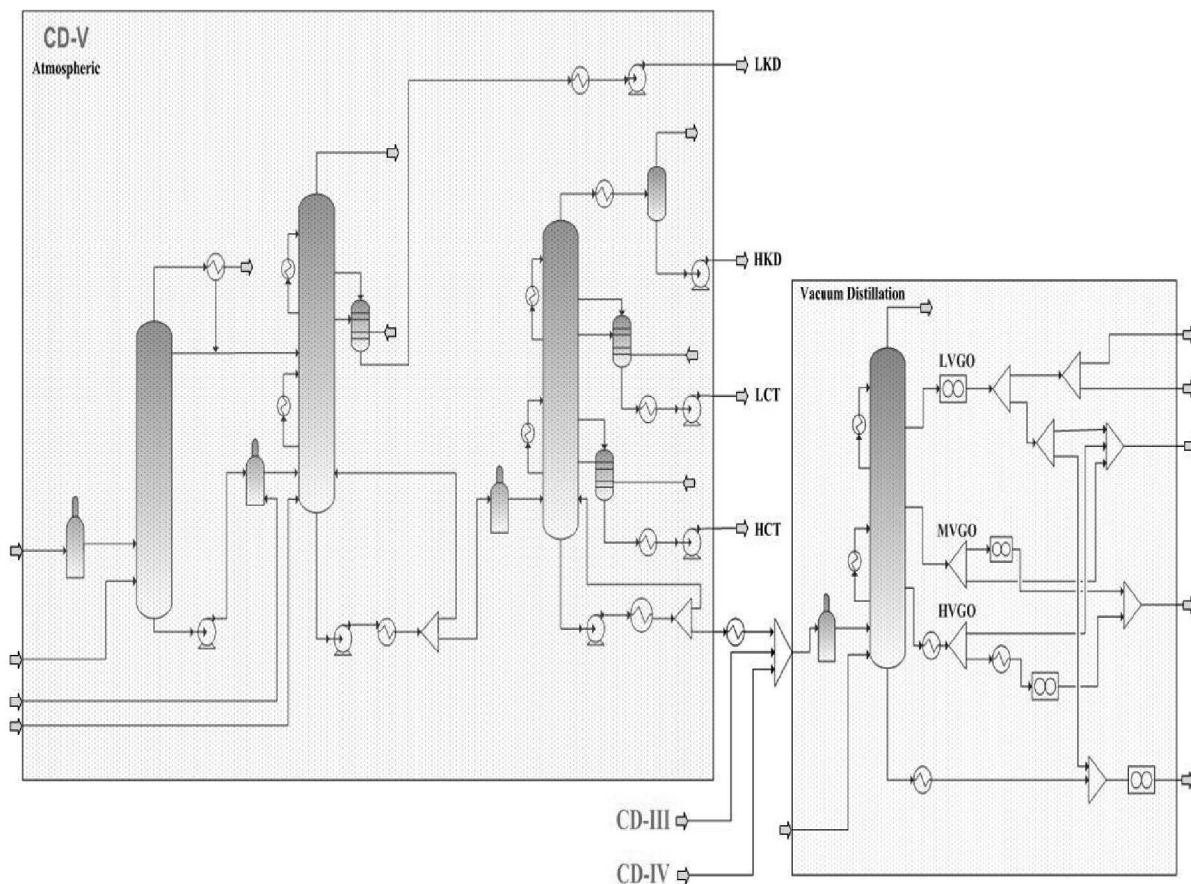 CD-V
Atmospheric
LKD
HKD
Vacuum Distillation
LVGO
LCT
HCT
MVGO
HVGO
CD-III
CD-IV